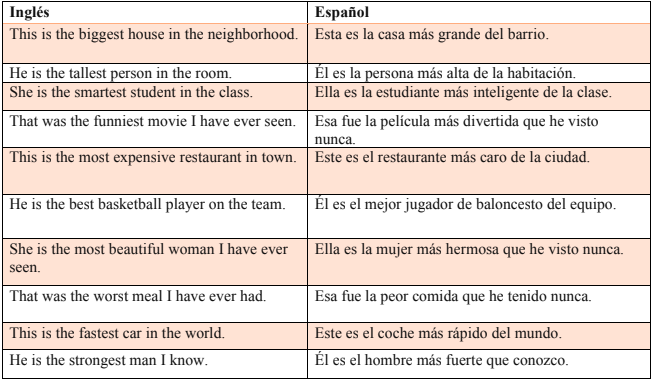 Inglés Español
This is the biggest house in the neighborhood. Esta es la casa más grande del barrio.
He is the tallest person in the room. Él es la persona más alta de la habitación.
She is the smartest student in the class. Ella es la estudiante más inteligente de la clase.
That was the funniest movie I have ever seen. Esa fue la película más divertida que he visto
nunca.
This is the most expensive restaurant in town. Este es el restaurante más caro de la ciudad.
He is the best basketball player on the team. Él es el mejor jugador de baloncesto del equipo.
She is the most beautiful woman I have ever Ella es la mujer más hermosa que he visto nunca.
seen.
That was the worst meal I have ever had. Esa fue la peor comida que he tenido nunca.
This is the fastest car in the world. Este es el coche más rápido del mundo.
He is the strongest man I know. Él es el hombre más fuerte que conozco.